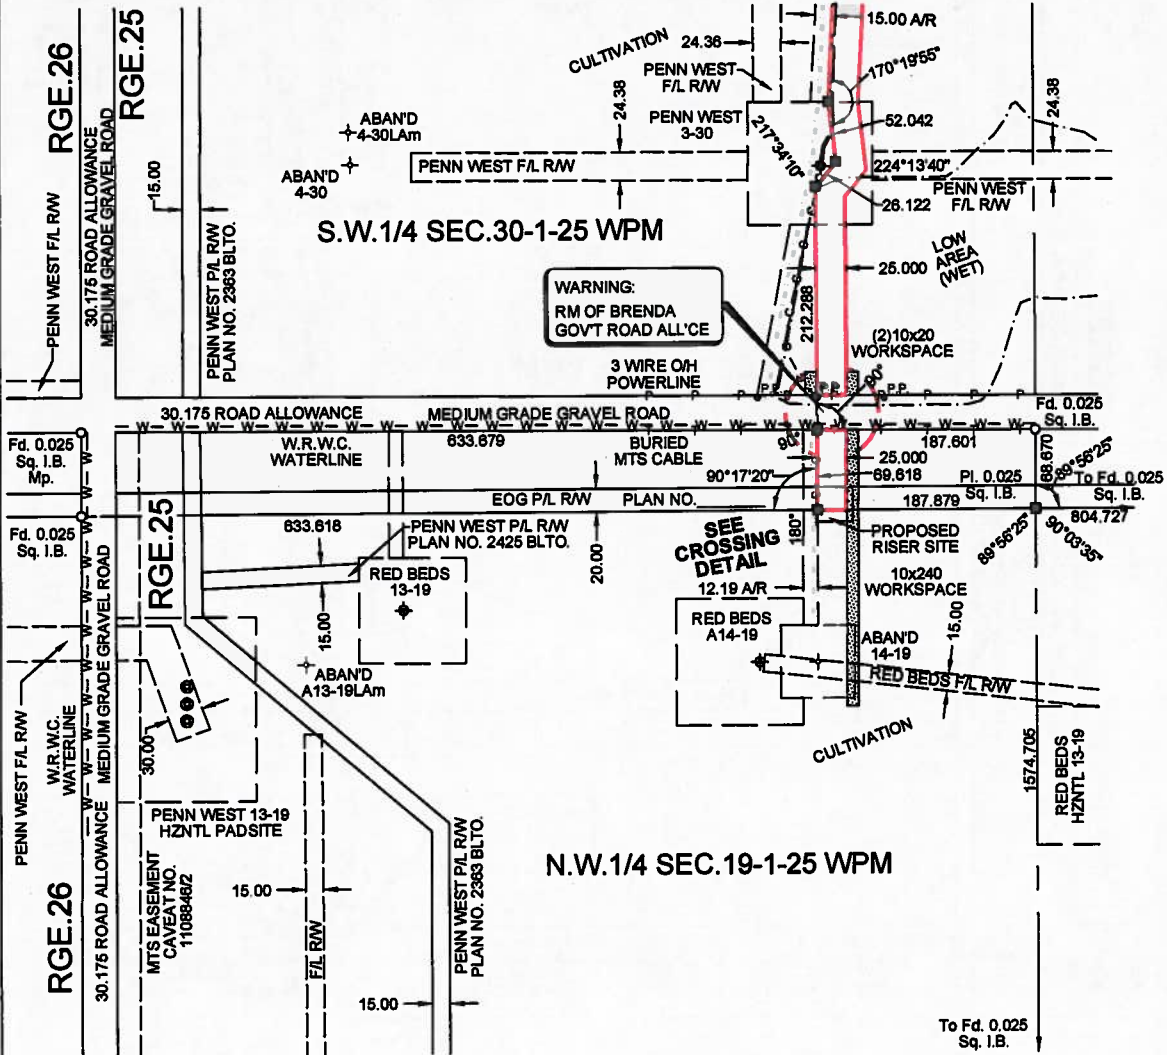 RGE.26
30.175 ROAD ALLOWANCE
MEDIUM GRADE GRAVEL ROAD
RGE.25
PENN WEST F/L R/W
15.00
PENN WEST P/L R/W
PLAN NO. 2363 BLTO.
ABAN'D
4-30LAm
ABAN'D
4-30
CULTIVATION
24.36
PENN WEST
F/L R/W
24.38
PENN WEST
3-30
15.00 A/R
170°19'55"
52.042
217°34'10"
224°13'40"
24.38
PENN WEST F/L R/W
PENN WEST
F/L R/W
26.122
S.W.1/4 SEC.30-1-25 WPM
LOW
AREA
(WET)
25.000
212.288
WARNING:
RM OF BRENDA
GOV'T ROAD ALL'CE
(2)10x20
WORKSPACE
3 WIRE O/H
POWERLINE
P
P
P
P.P.
P.P.
90°
30.175 ROAD ALLOWANCE
MEDIUM GRADE GRAVEL ROAD
Fd. 0.025
Sq. I.B.
Fd. 0.025
Sq. I.B.
Mp.
W.R.W.C.
WATERLINE
633.679
BURIED
MTS CABLE
90°
187.601
25.000
68.670
89°56'25"
90°17'20"
69.618
Pl. 0.025
Sq. I.B.
To Fd. 0.025
Sq. I.B.
EOG P/L R/W
PLAN NO.
187.879
804.727
Fd. 0.025
Sq. I.B.
RGE.25
633.618
PENN WEST P/L R/W
PLAN NO. 2425 BLTO.
20.00
SEE
CROSSING
DETAIL
180°
PROPOSED
RISER SITE
89°56'25"
90°03'35"
RED BEDS
13-19
12.19 A/R
10x240
WORKSPACE
15.00
RED BEDS
A14-19
15.00
ABAN'D
14-19
ABAN'D
A13-19LAm
RED BEDS F/L R/W
PENN WEST F/L R/W
W.R.W.C.
WATERLINE
MEDIUM GRADE GRAVEL ROAD
30.00
CULTIVATION
1574.705
RED BEDS
HZNTL 13-19
PENN WEST 13-19
HZNTL PADSITE
N.W.1/4 SEC.19-1-25 WPM
RGE.26
30.175 ROAD ALLOWANCE
MTS EASEMENT
CAVEAT NO.
1108846/2
15.00
F/L R/W
PENN WEST P/L R/W
PLAN NO. 2363 BLTO.
15.00
To Fd. 0.025
Sq. I.B.